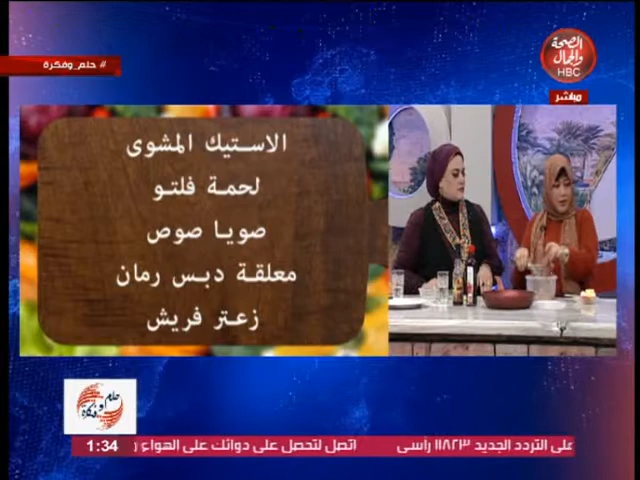 # حلم_وفكرة
الصحة
والجمال
HBC
مباشر
الاستيك المشوى
لحمة فلتو
صويا صوص
معلقة دبس رمان
زعتر فريش
حلم
وفكرة
1:34
على التردد الجديد ١١٨٢٣ رأسى
اتصل لتحصل على دوائك على الهواء و